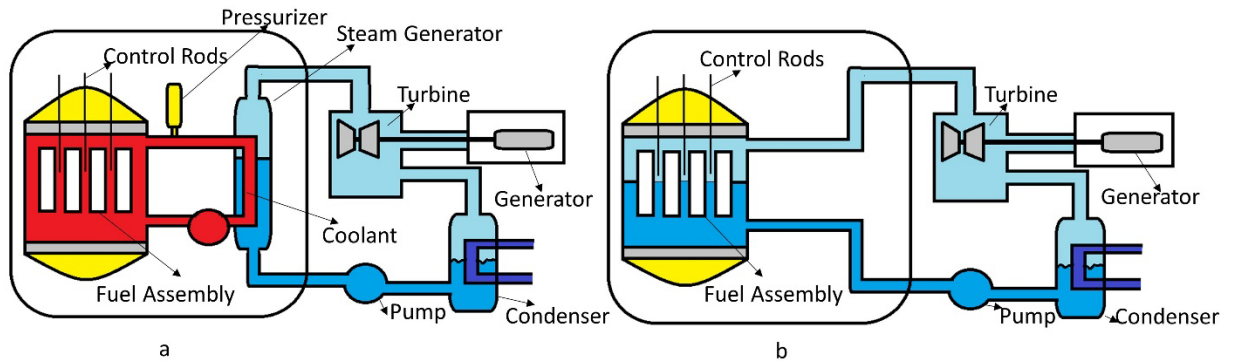 Pressurizer
Steam Generator
Control Rods
Turbine
Generator
Coolant
Fuel Assembly
Pump
Condenser
a
Control Rods
Turbine
Generator
Fuel Assembly
Pump
Condenser
b